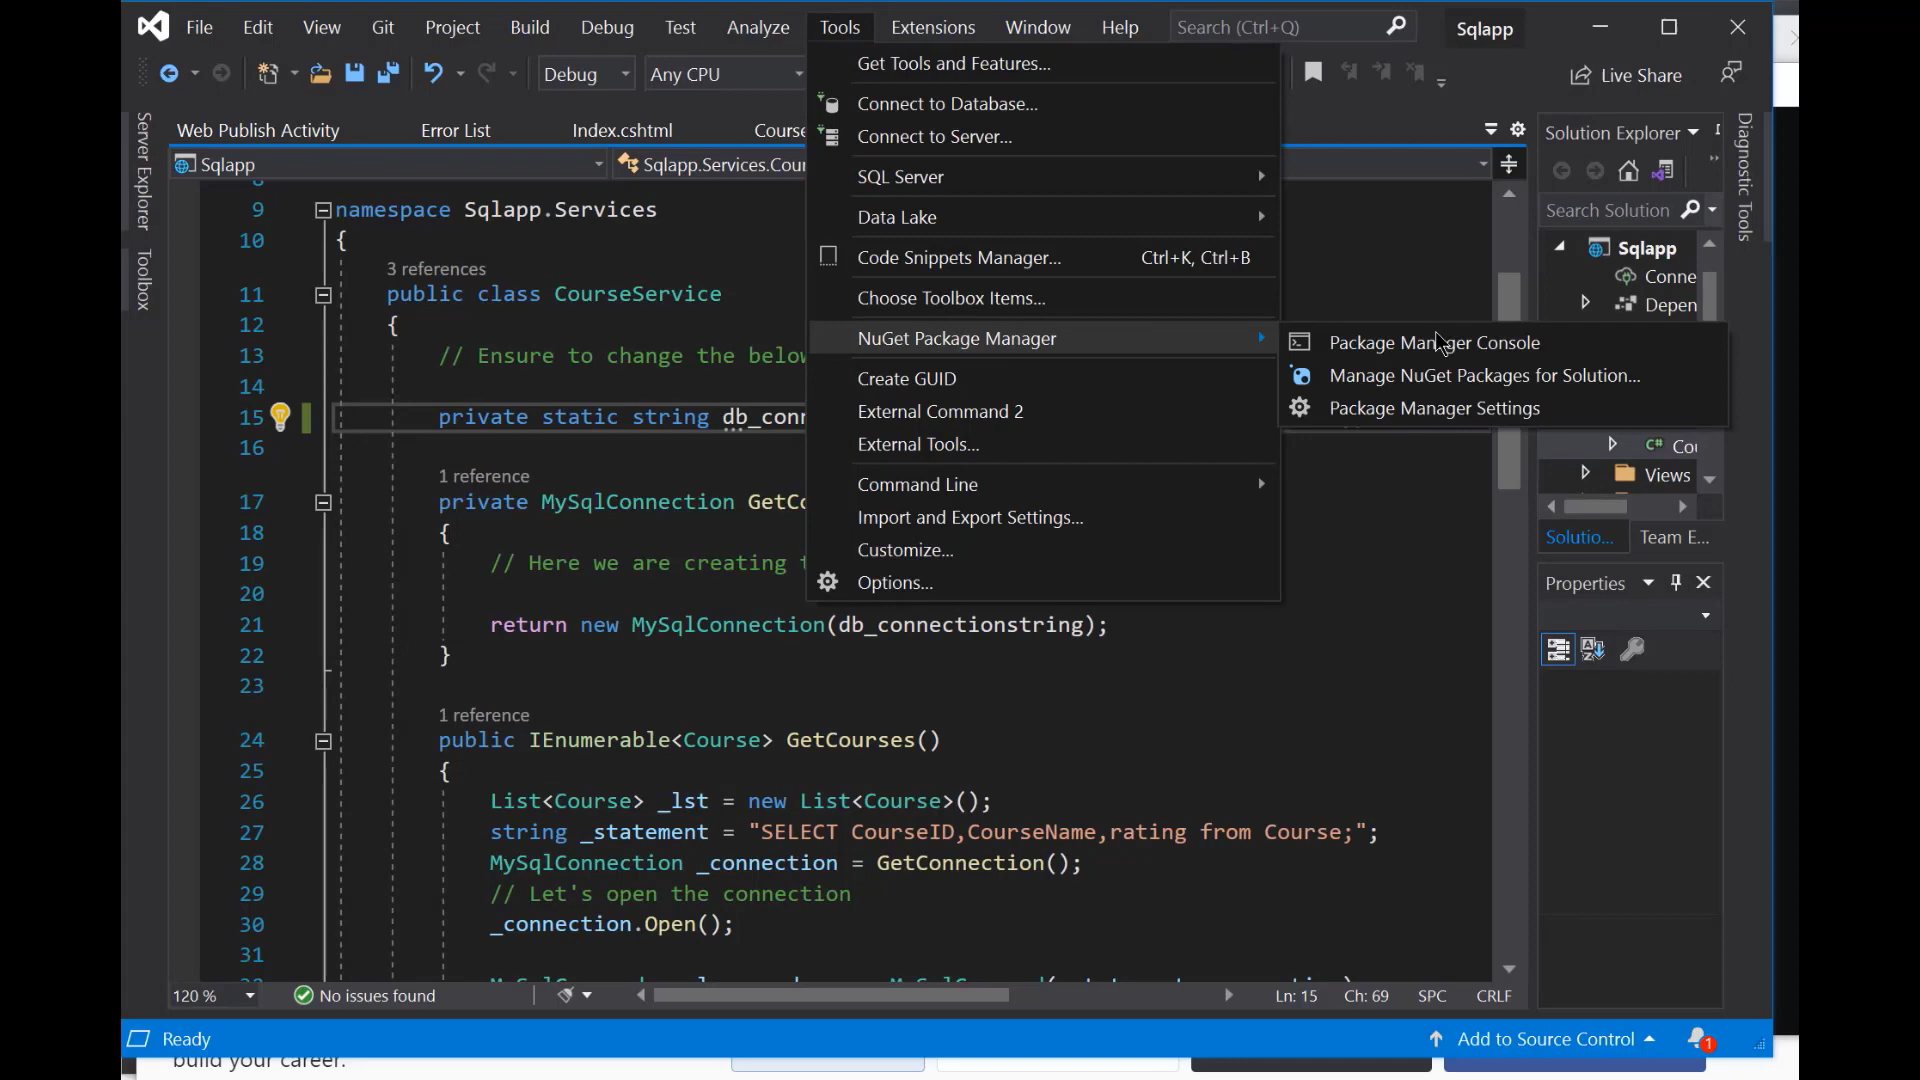 File Edit View Git Project Build Debug Test Analyze Tools Extensions Window Help Search (Ctrl+Q) Sqlapp
Debug Any CPU Live Share
Get Tools and Features...
Connect to Database...
Connect to Server...
SQL Server
Data Lake
Code Snippets Manager... Ctrl+K, Ctrl+B
Choose Toolbox Items...
NuGet Package Manager
Create GUID
External Command 2
External Tools...
Command Line
Import and Export Settings...
Customize...
Options...
Package Manager Console
Manage NuGet Packages for Solution...
Package Manager Settings
Server Explorer
Toolbox
Web Publish Activity Error List Index.cshtml Course
Sqlapp Sqlapp.Services.Cou
9 namespace Sqlapp.Services
10 {
3 references
11 public class CourseService
12 {
13 // Ensure to change the below
14
15 private static string db_conn
16
1 reference
17 private MySqlConnection GetCo
18 {
19 // Here we are creating
20
21 return new MySqlConnection(db_connectionstring);
22 }
23
1 reference
24 public IEnumerable<Course> GetCourses()
25 {
26 List<Course> _lst = new List<Course>();
27 string _statement = "SELECT CourseID,CourseName,rating from Course;";
28 MySqlConnection _connection = GetConnection();
29 // Let's open the connection
30 _connection.Open();
31
120 % No issues found Ln: 15 Ch: 69 SPC CRLF
Solution Explorer
Search Solution
Sqlapp
Conne
Depen
C# Cou
Views
Solutio... Team E...
Properties
Diagnostic Tools
Ready Add to Source Control 1
build your career.